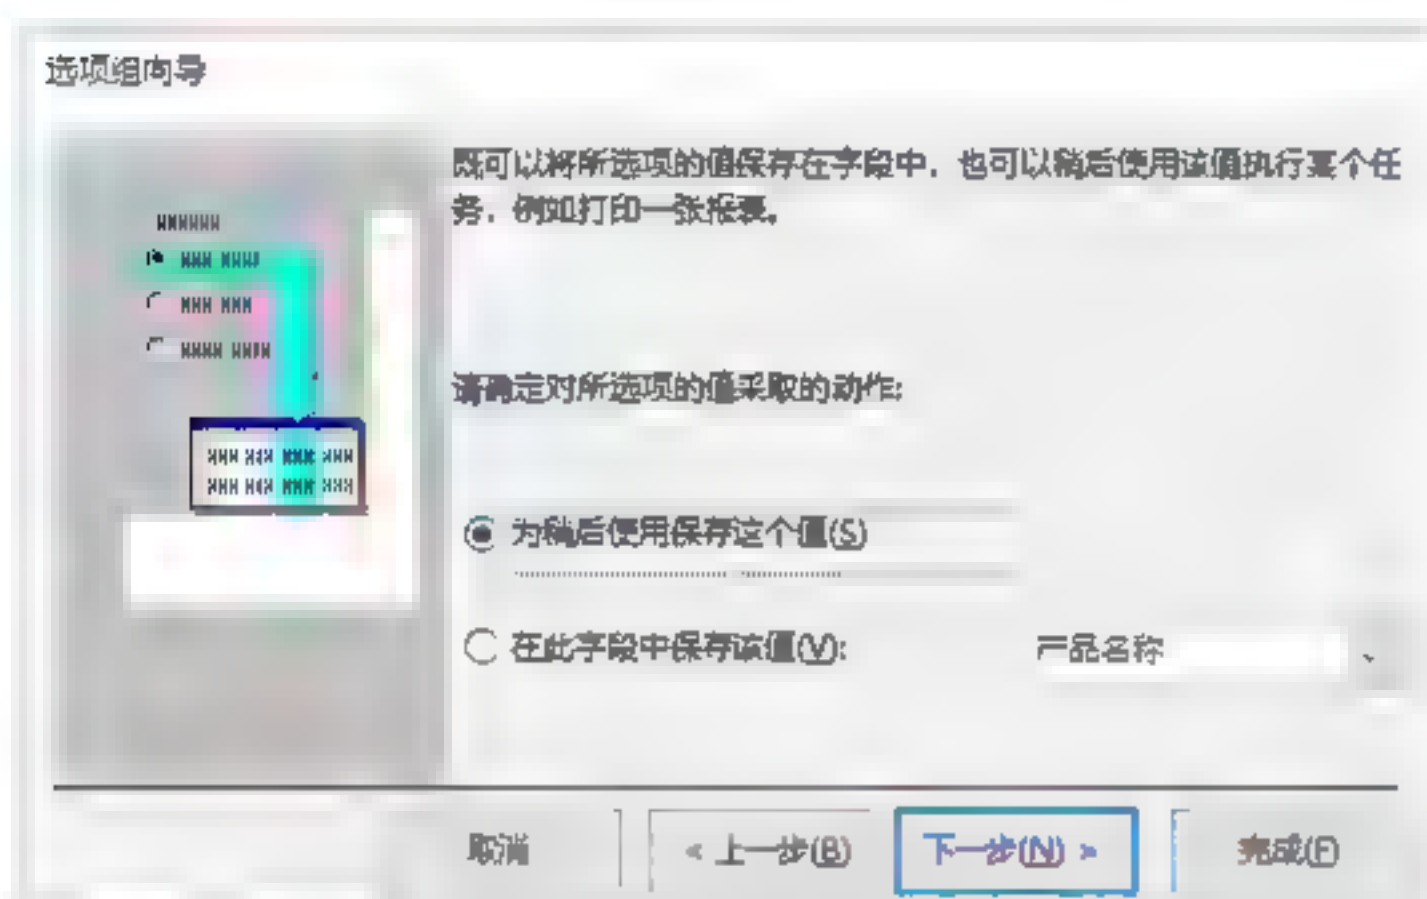 选项组向导
既可以将所选项的值保存在字段中，也可以稍后使用该值执行某个任
务，例如打印一张报表。
请确定对所选项的值采取的动作:
为稍后使用保存这个值(S)
在此字段中保存该值(V):
产品名称
取消
< 上一步(B)
下一步(N) >
完成(F)